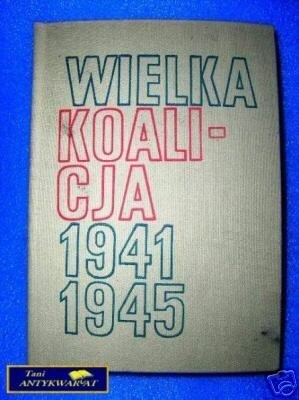 WIELKA
KOALI-
CJA
1941
1945
Tani
ANTYKWARIAT